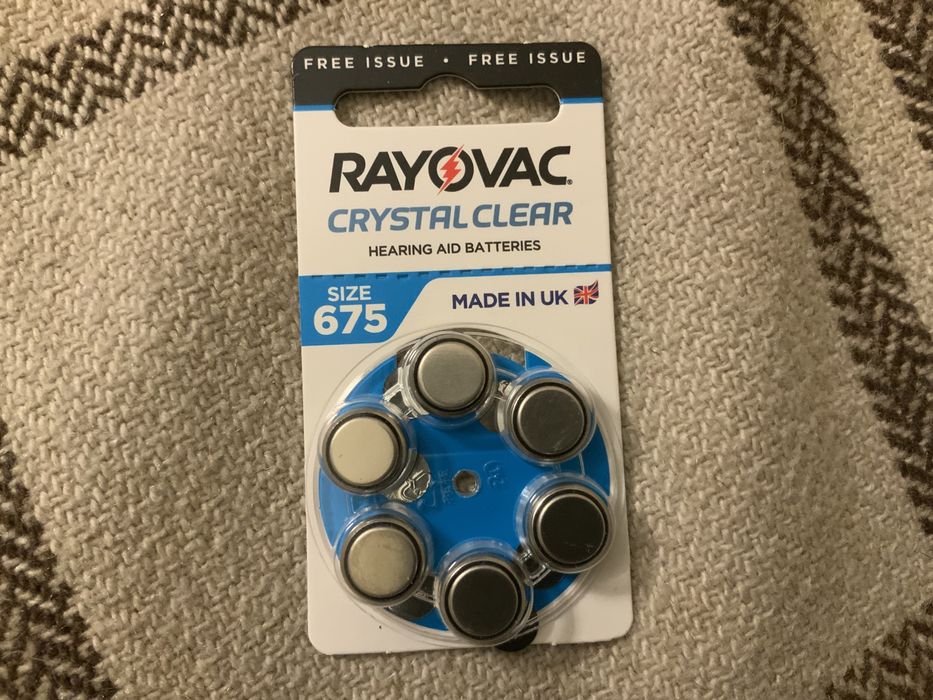 FREE ISSUE • FREE ISSUE
RAYOVAC®
CRYSTAL CLEAR
HEARING AID BATTERIES
SIZE
675
MADE IN UK